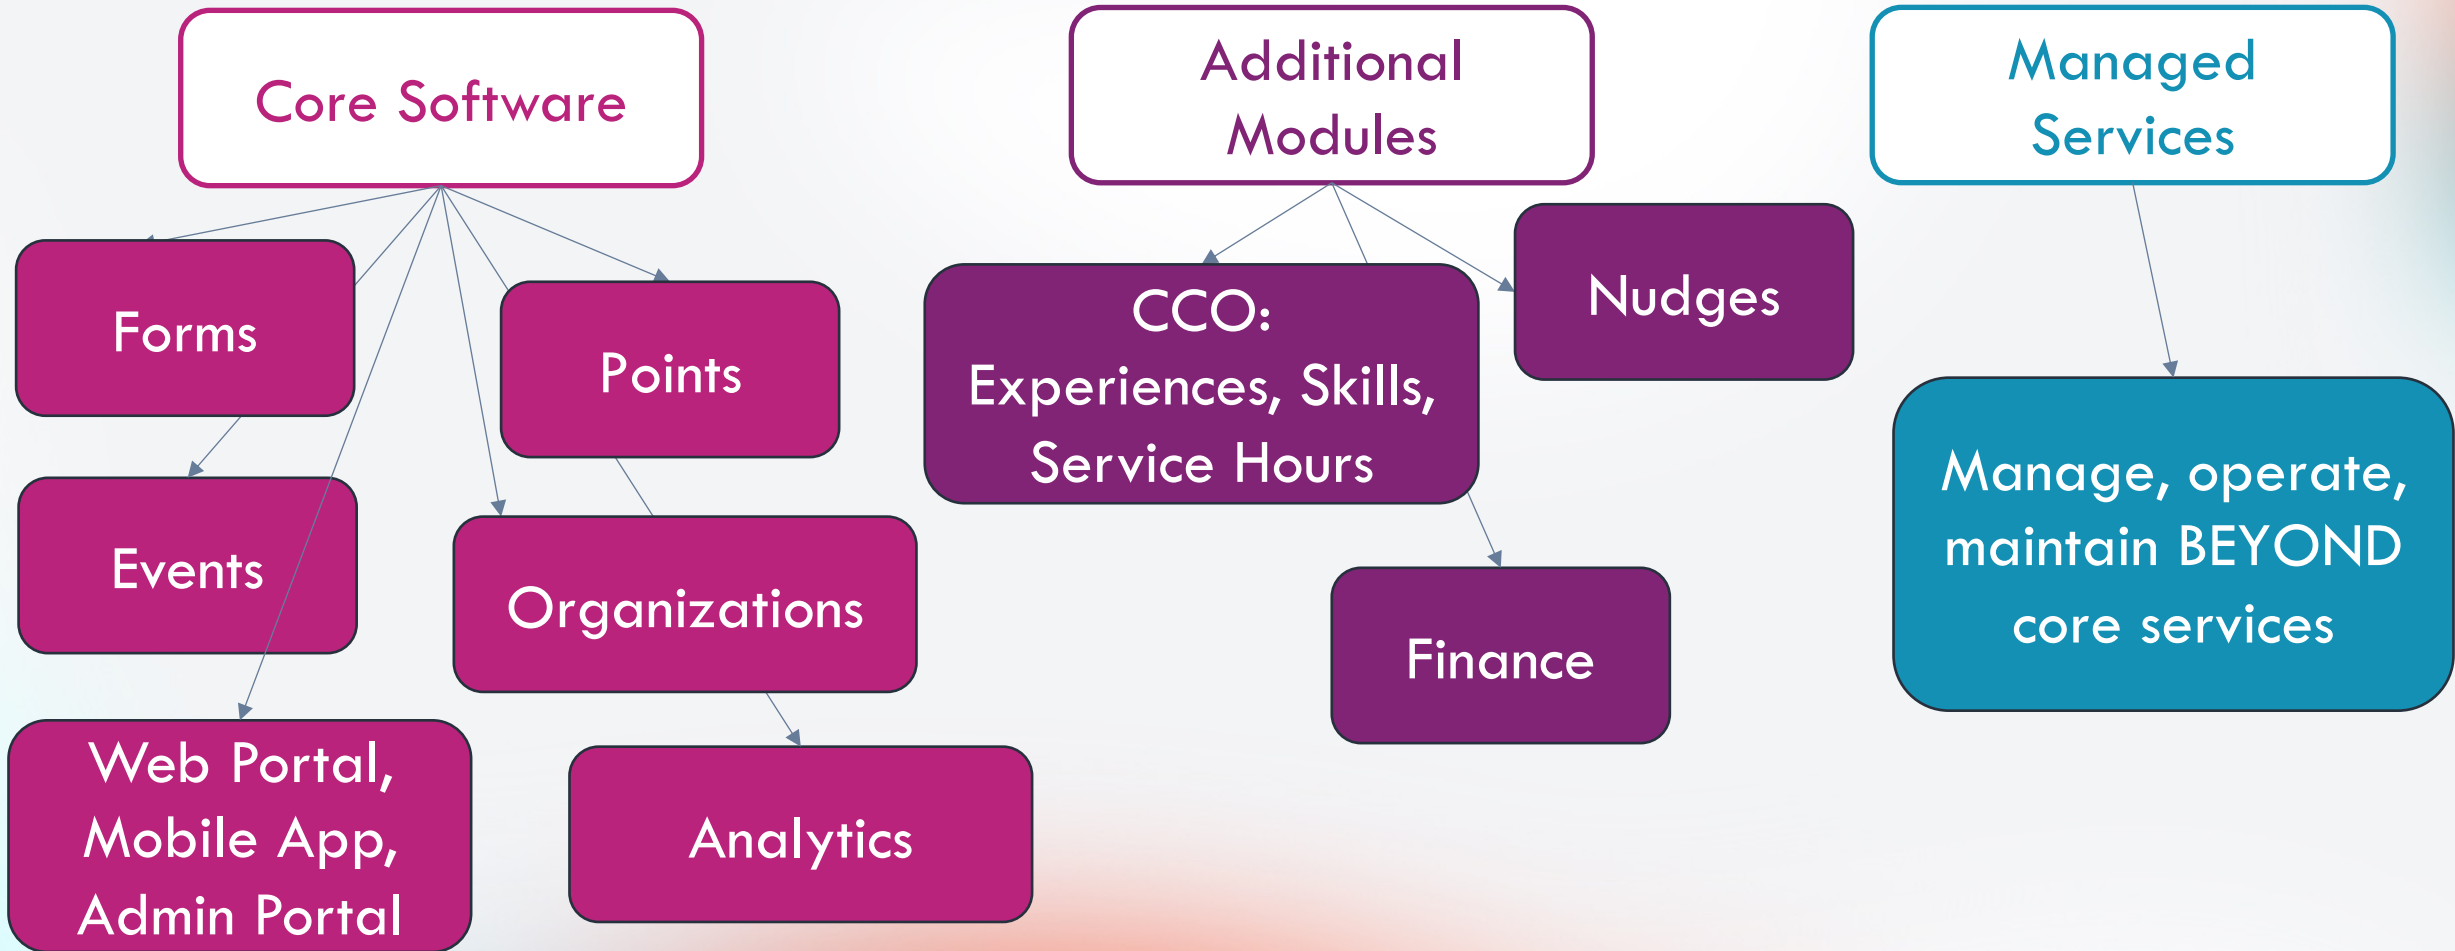 Core Software
Forms
Points
Events
Organizations
Web Portal,
Mobile App,
Admin Portal
Analytics
Additional
Modules
CCO:
Experiences, Skills,
Service Hours
Nudges
Finance
Managed
Services
Manage, operate,
maintain BEYOND
core services